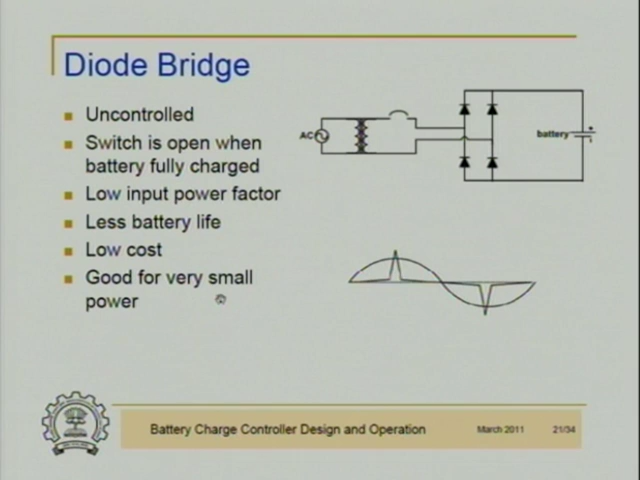 Diode Bridge
Uncontrolled
Switch is open when
battery fully charged
Low input power factor
Less battery life
Low cost
Good for very small
power
AC
battery
+
Battery Charge Controller Design and Operation
March 2011
21/34